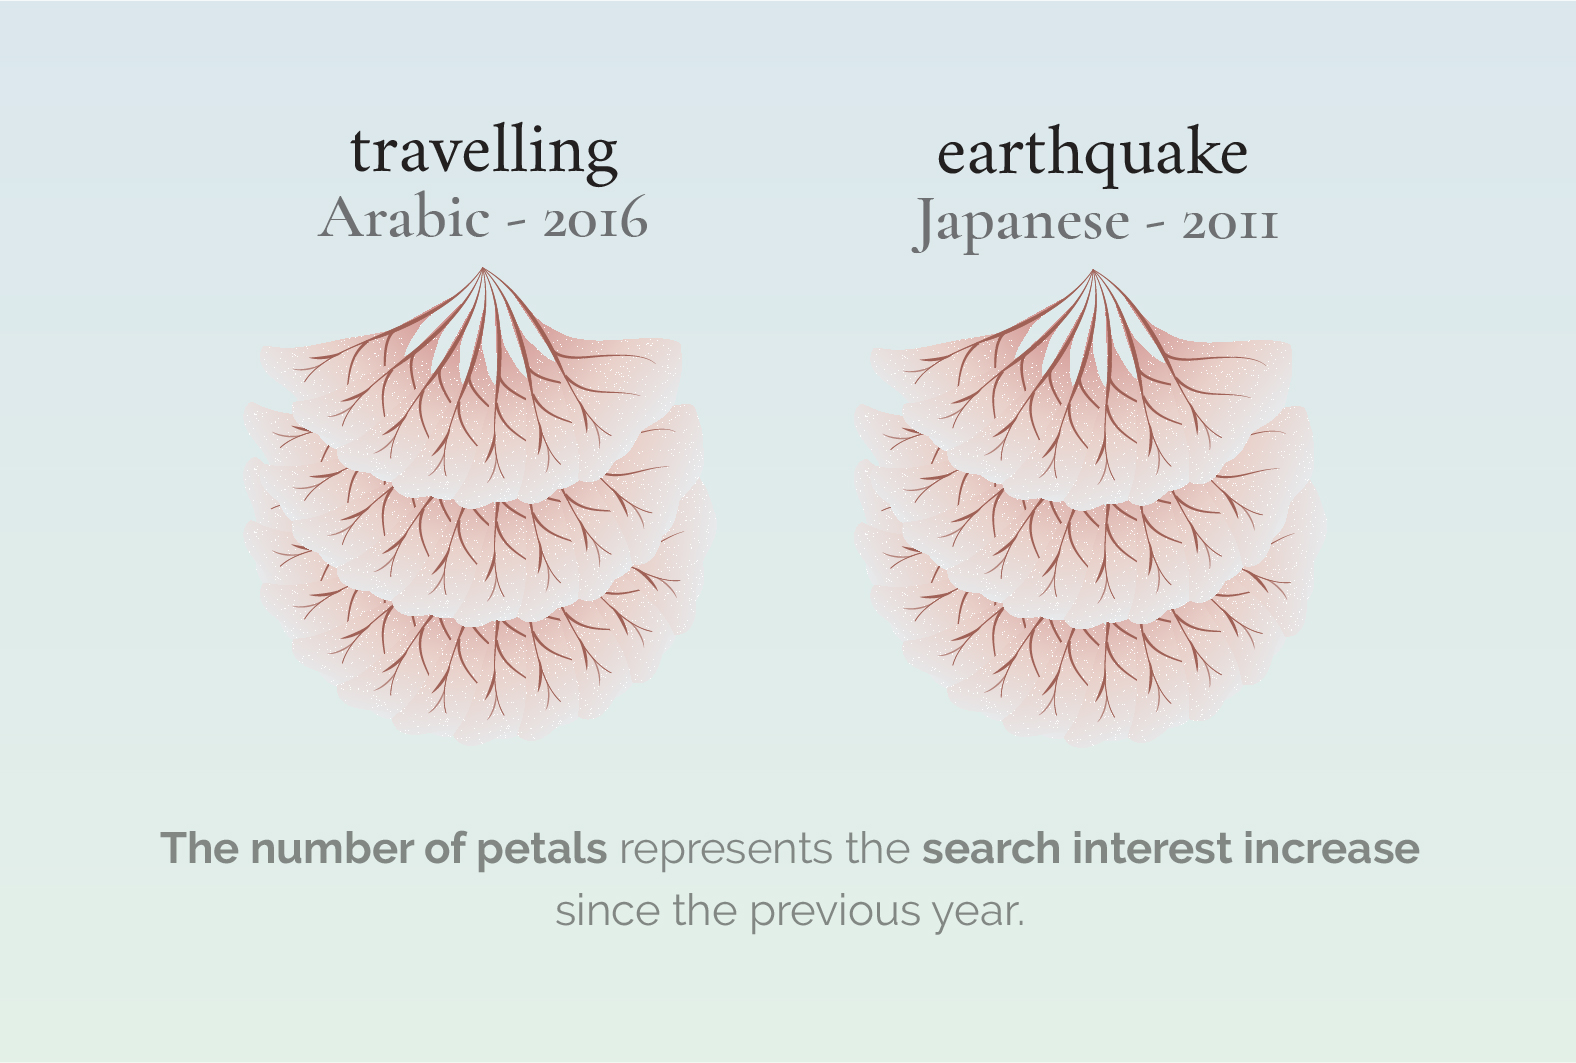 travelling
Arabic - 2016
earthquake
Japanese - 2011
The number of petals represents the search interest increase
since the previous year.